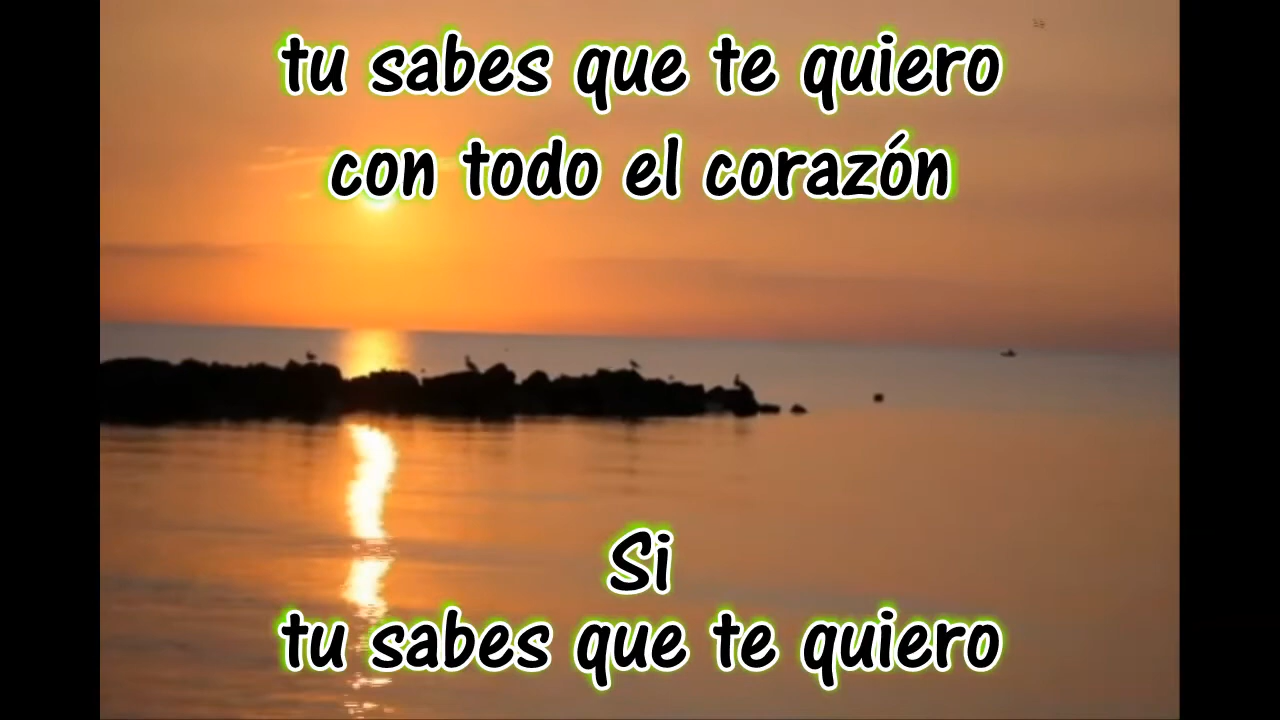 tu sabes que te quiero
con todo el corazón
Si
tu sabes que te quiero